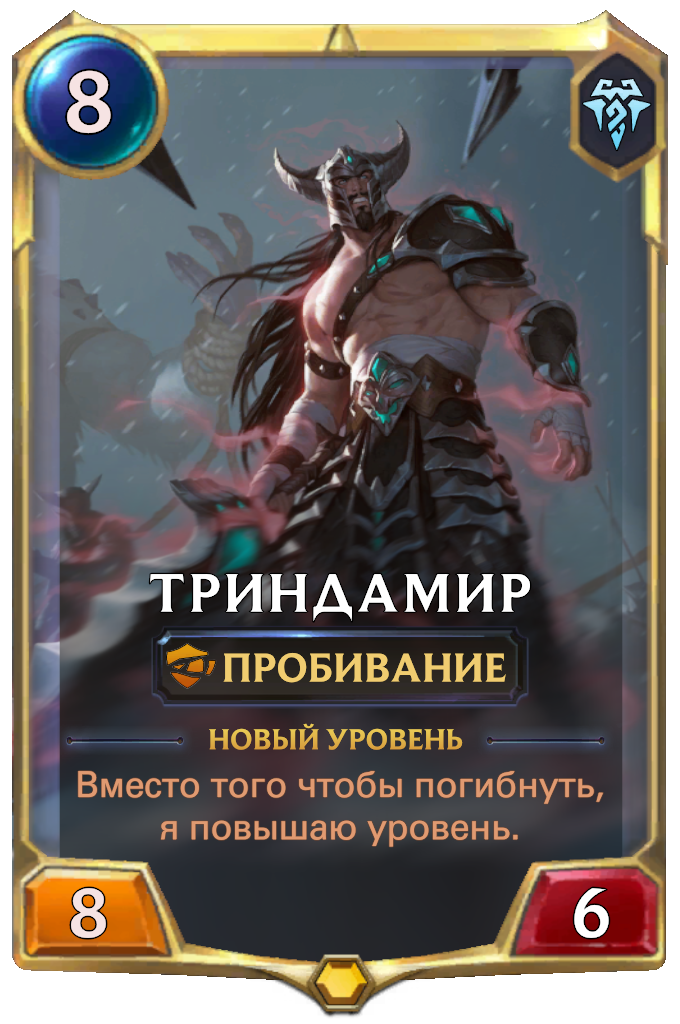 8
ТРИНДАМИР
ПРОБИВАНИЕ
НОВЫЙ УРОВЕНЬ
Вместо того чтобы погибнуть,
я повышаю уровень.
8
6